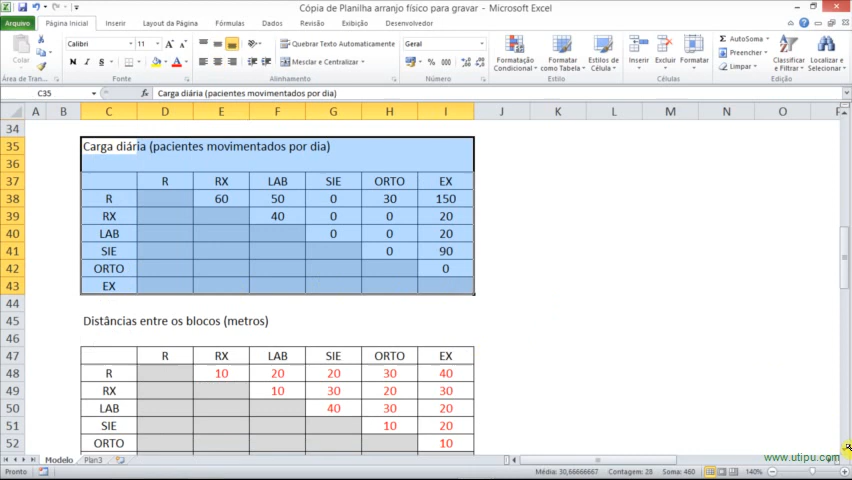 Cópia de Planilha arranjo físico para gravar - Microsoft Excel
Arquivo Página Inicial Inserir Layout da Página Fórmulas Dados Revisão Exibição Desenvolvedor
Colar
Calibri 11
Quebrar Texto Automaticamente
Geral
N I S
Mesclar e Centralizar
% 000
Formatação Condicional
Formatar como Tabela
Estilos de Célula
Inserir Excluir Formatar
AutoSoma
Preencher
Limpar
Classificar e Filtrar
Localizar e Selecionar
Área de Tran... Fonte Alinhamento Número Estilo Células Edição
C35 fx Carga diária (pacientes movimentados por dia)
A B C D E F G H I J K L M N O P
34
35 Carga diária (pacientes movimentados por dia)
36
37 R RX LAB SIE ORTO EX
38 R 60 50 0 30 150
39 RX 40 0 0 20
40 LAB 0 0 20
41 SIE 0 90
42 ORTO 0
43 EX
44
45 Distâncias entre os blocos (metros)
46
47 R RX LAB SIE ORTO EX
48 R 10 20 20 30 40
49 RX 10 30 20 30
50 LAB 40 30 20
51 SIE 10 20
52 ORTO 10
www.utipu.com
Modelo Plan3
Pronto Média: 30,66666667 Contagem: 28 Soma: 460 140%